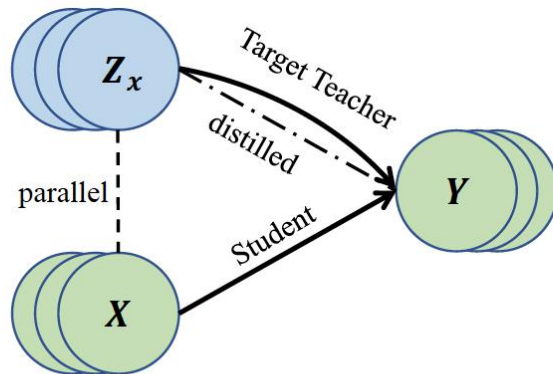 Z_x
Target Teacher
distilled
parallel
Y
Student
X